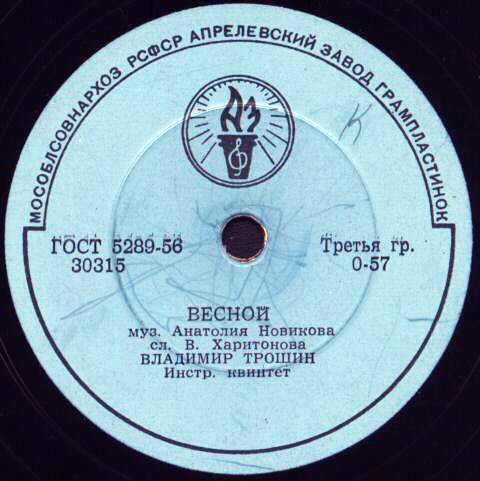 МОСОБЛСОВНАРХОЗ РСФСР АПРЕЛЕВСКИЙ ЗАВОД ГРАМПЛАСТИНОК
АЗ
К
ГОСТ 5289-56
30315
Третья гр.
0-57
ВЕСНОЙ
муз. Анатолия Новикова
сл. В. Харитонова
ВЛАДИМИР ТРОШИН
Инстр. квинтет